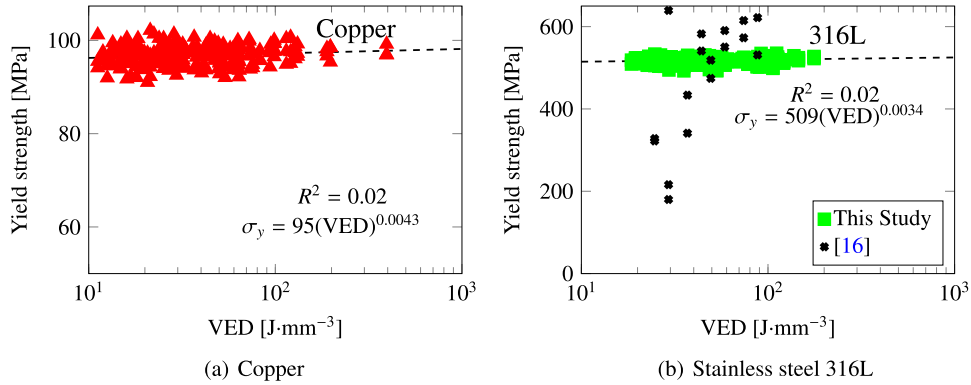 Copper
R² = 0.02
σy = 95(VED)^0.0043
Yield strength [MPa]
100
80
60
10¹ 10² 10³
VED [J·mm⁻³]
(a) Copper
316L
R² = 0.02
σy = 509(VED)^0.0034
This Study
[16]
Yield strength [MPa]
600
400
200
0
10¹ 10² 10³
VED [J·mm⁻³]
(b) Stainless steel 316L